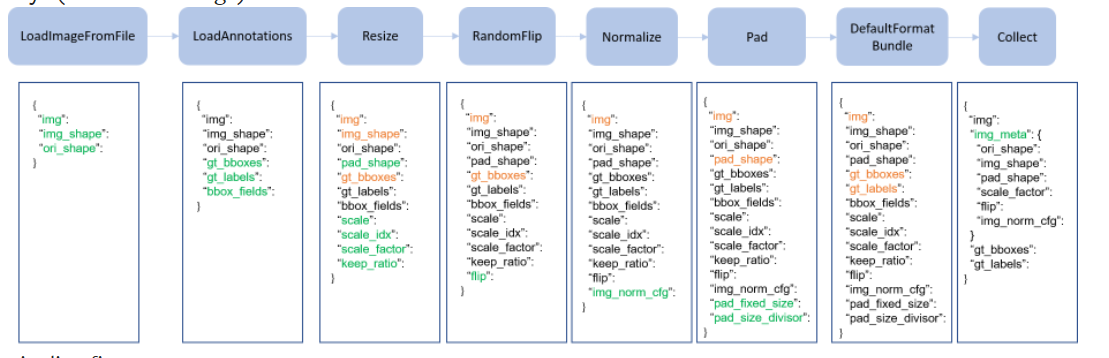 LoadImageFromFile
LoadAnnotations
Resize
RandomFlip
Normalize
Pad
DefaultFormat
Bundle
Collect
{
"img":
"img_shape":
"ori_shape":
}
{
"img":
"img_shape":
"ori_shape":
"gt_bboxes":
"gt_labels":
"bbox_fields":
}
{
"img":
"img_shape":
"ori_shape":
"pad_shape":
"gt_bboxes":
"gt_labels":
"bbox_fields":
"scale":
"scale_idx":
"scale_factor":
"keep_ratio":
}
{
"img":
"img_shape":
"ori_shape":
"pad_shape":
"gt_bboxes":
"gt_labels":
"bbox_fields":
"scale":
"scale_idx":
"scale_factor":
"keep_ratio":
"flip":
}
{
"img":
"img_shape":
"ori_shape":
"pad_shape":
"gt_bboxes":
"gt_labels":
"bbox_fields":
"scale":
"scale_idx":
"scale_factor":
"keep_ratio":
"flip":
"img_norm_cfg":
}
{
"img":
"img_shape":
"ori_shape":
"pad_shape":
"gt_bboxes":
"gt_labels":
"bbox_fields":
"scale":
"scale_idx":
"scale_factor":
"keep_ratio":
"flip":
"img_norm_cfg":
"pad_fixed_size":
"pad_size_divisor":
}
{
"img":
"img_shape":
"ori_shape":
"pad_shape":
"gt_bboxes":
"gt_labels":
"bbox_fields":
"scale":
"scale_idx":
"scale_factor":
"keep_ratio":
"flip":
"img_norm_cfg":
"pad_fixed_size":
"pad_size_divisor":
}
{
"img":
"img_meta": {
"ori_shape":
"img_shape":
"pad_shape":
"scale_factor":
"flip":
"img_norm_cfg":
}
"gt_bboxes":
"gt_labels":
}